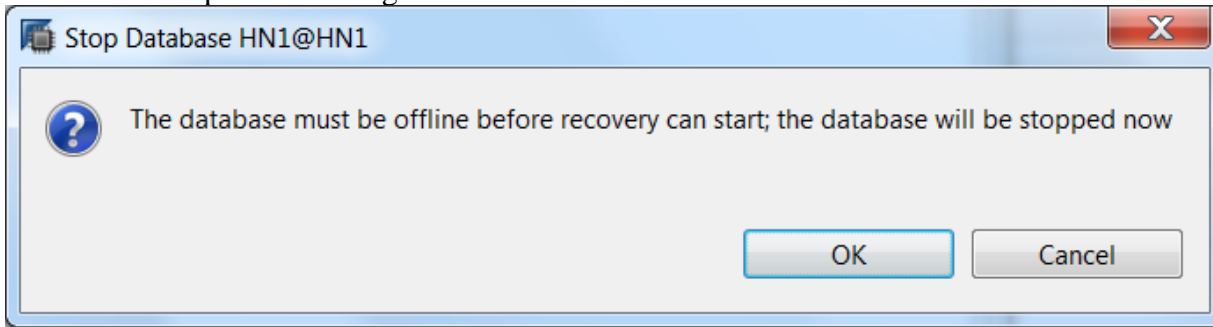 Stop Database HN1@HN1
The database must be offline before recovery can start; the database will be stopped now
OK
Cancel